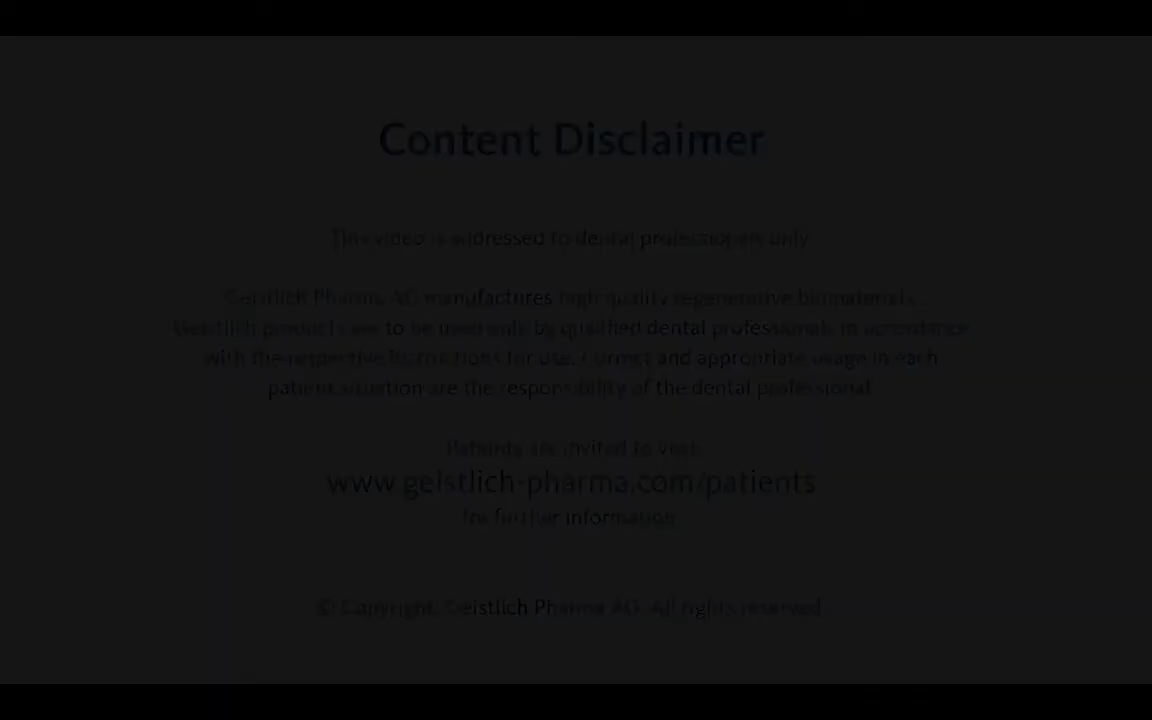 Content Disclaimer
This video is addressed to dental professionals only.
Geistlich Pharma AG manufactures high quality regenerative biomaterials.
Geistlich products are to be used only by qualified dental professionals in accordance
with the respective instructions for use. Correct and appropriate usage in each
patient situation are the responsibility of the dental professional.
Patients are invited to visit
www.geistlich-pharma.com/patients
for further information.
© Copyright. Geistlich Pharma AG. All rights reserved.